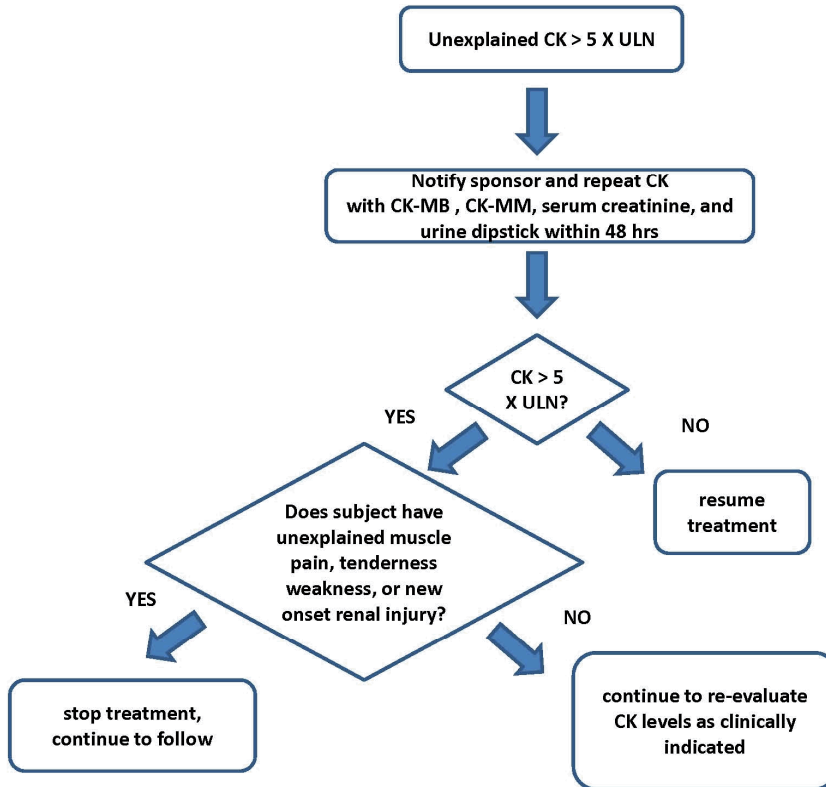 Unexplained CK > 5 X ULN
Notify sponsor and repeat CK
with CK-MB , CK-MM, serum creatinine, and
urine dipstick within 48 hrs
CK > 5
X ULN?
YES
NO
resume
treatment
Does subject have
unexplained muscle
pain, tenderness
weakness, or new
onset renal injury?
YES
NO
stop treatment,
continue to follow
continue to re-evaluate
CK levels as clinically
indicated